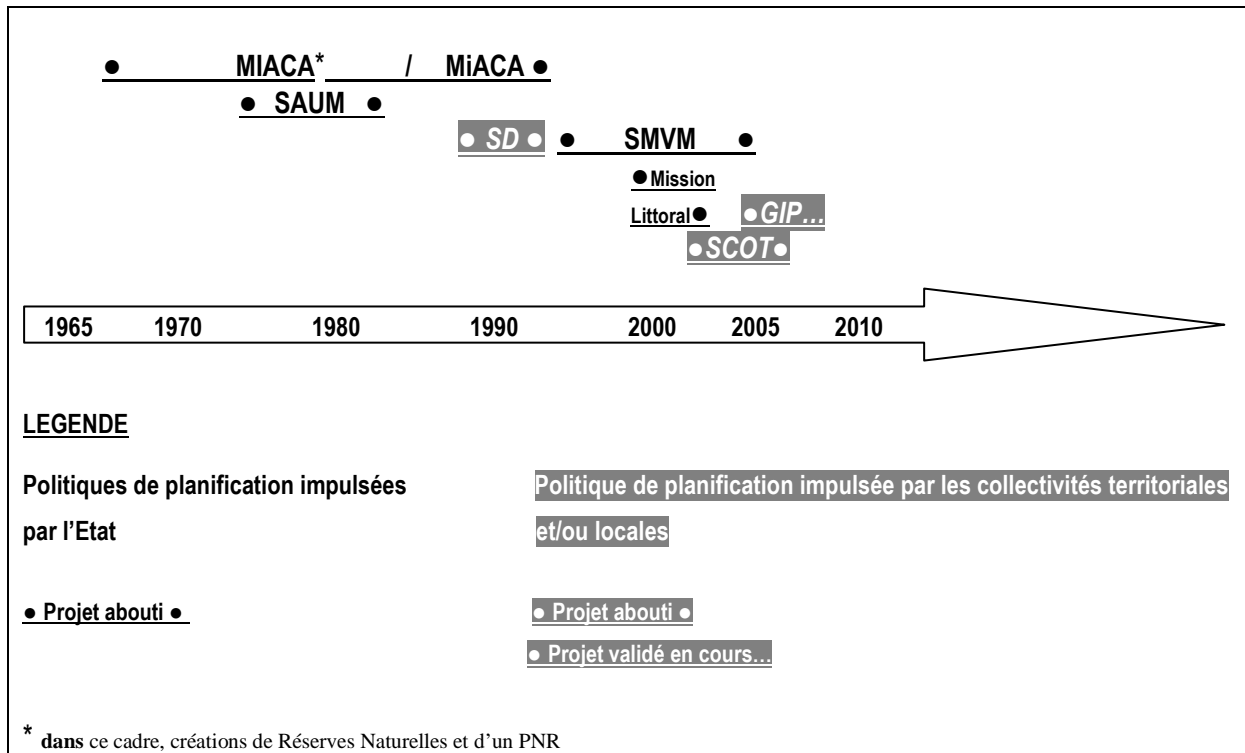 ● MIACA* / MiACA ●
● SAUM ●
● SD ● ● SMVM ●
● Mission
Littoral ● ● GIP…
● SCOT ●
1965 1970 1980 1990 2000 2005 2010
LEGENDE
Politiques de planification impulsées
par l’Etat
Politique de planification impulsée par les collectivités territoriales
et/ou locales
● Projet abouti ●
● Projet abouti ●
● Projet validé en cours…
* dans ce cadre, créations de Réserves Naturelles et d’un PNR